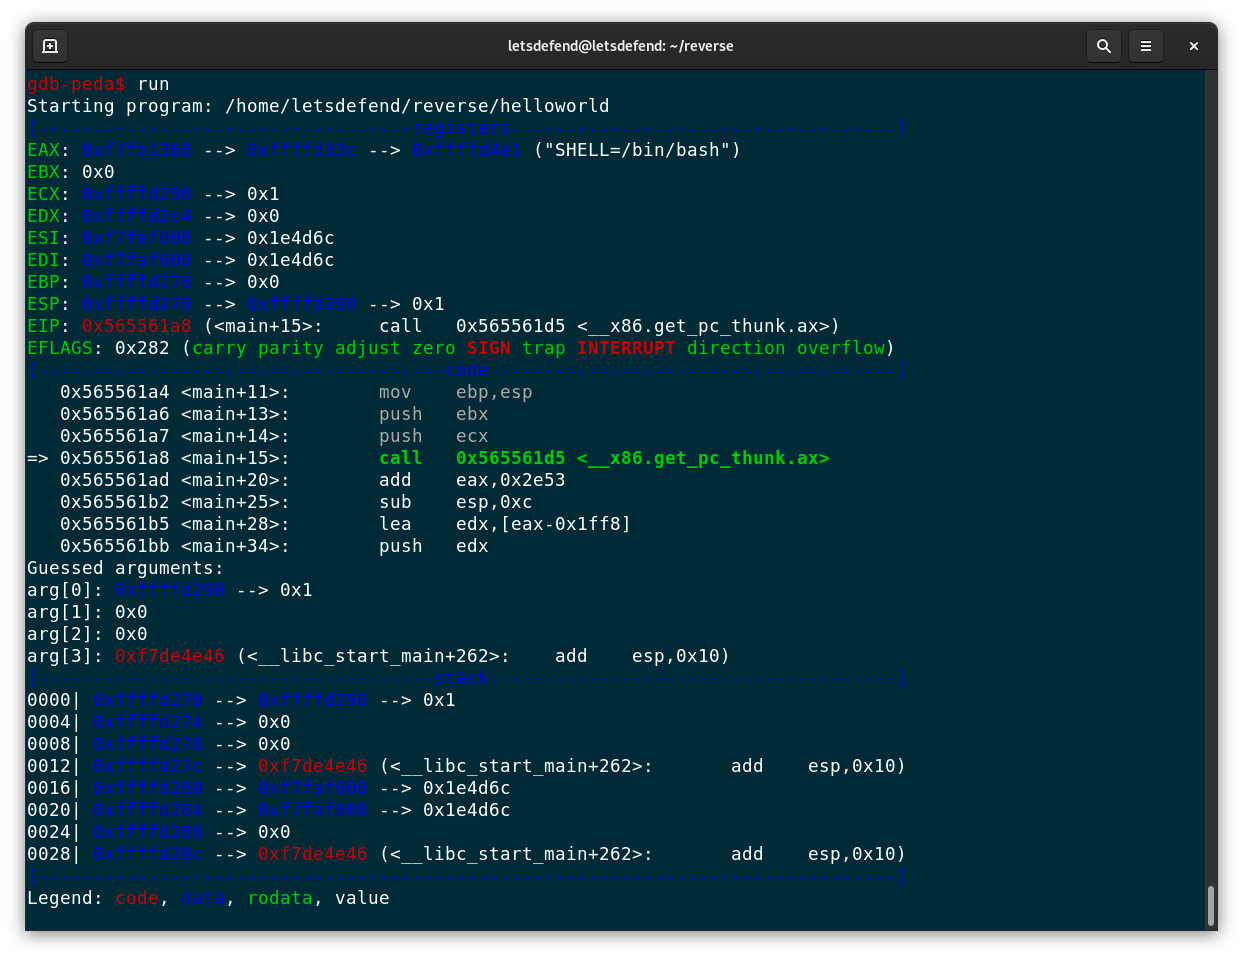 letsdefend@letsdefend: ~/reverse
gdb-peda$ run
Starting program: /home/letsdefend/reverse/helloworld
[----------------------------------registers-----------------------------------]
EAX: 0xf7fb1368 --> 0xffffd33c --> 0xffffd4e1 ("SHELL=/bin/bash")
EBX: 0x0
ECX: 0xffffd290 --> 0x1
EDX: 0xffffd2c4 --> 0x0
ESI: 0xf7faf000 --> 0x1e4d6c
EDI: 0xf7faf000 --> 0x1e4d6c
EBP: 0xffffd278 --> 0x0
ESP: 0xffffd270 --> 0xffffd290 --> 0x1
EIP: 0x565561a8 (<main+15>:     call   0x565561d5 <__x86.get_pc_thunk.ax>)
EFLAGS: 0x282 (carry parity adjust zero SIGN trap INTERRUPT direction overflow)
[-------------------------------------code-------------------------------------]
   0x565561a4 <main+11>:        mov    ebp,esp
   0x565561a6 <main+13>:        push   ebx
   0x565561a7 <main+14>:        push   ecx
=> 0x565561a8 <main+15>:        call   0x565561d5 <__x86.get_pc_thunk.ax>
   0x565561ad <main+20>:        add    eax,0x2e53
   0x565561b2 <main+25>:        sub    esp,0xc
   0x565561b5 <main+28>:        lea    edx,[eax-0x1ff8]
   0x565561bb <main+34>:        push   edx
Guessed arguments:
arg[0]: 0xffffd290 --> 0x1
arg[1]: 0x0
arg[2]: 0x0
arg[3]: 0xf7de4e46 (<__libc_start_main+262>:    add    esp,0x10)
[------------------------------------stack-------------------------------------]
0000| 0xffffd270 --> 0xffffd290 --> 0x1
0004| 0xffffd274 --> 0x0
0008| 0xffffd278 --> 0x0
0012| 0xffffd27c --> 0xf7de4e46 (<__libc_start_main+262>:       add    esp,0x10)
0016| 0xffffd280 --> 0xf7faf000 --> 0x1e4d6c
0020| 0xffffd284 --> 0xf7faf000 --> 0x1e4d6c
0024| 0xffffd288 --> 0x0
0028| 0xffffd28c --> 0xf7de4e46 (<__libc_start_main+262>:       add    esp,0x10)
[------------------------------------------------------------------------------]
Legend: code, data, rodata, value